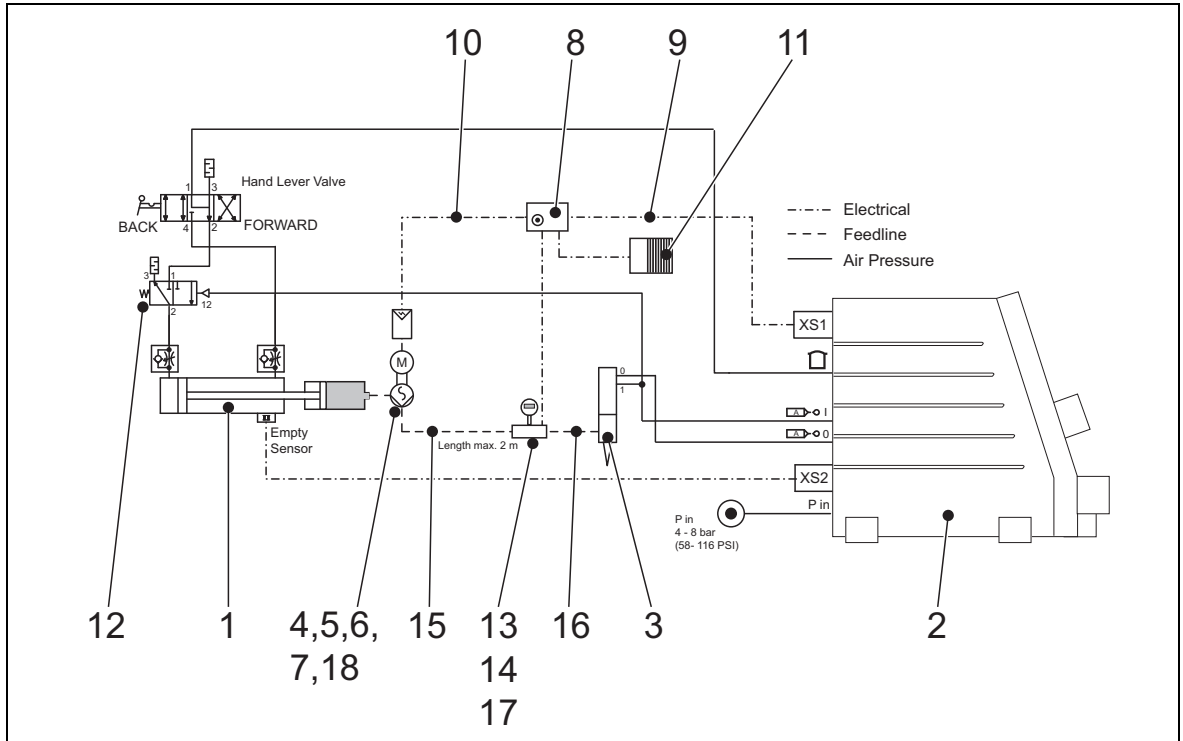 10
8
9
11
1
3
Hand Lever Valve
BACK
4
2
FORWARD
Electrical
Feedline
Air Pressure
3
1
2
12
XS1
M
0
1
A I
A 0
Empty
Sensor
Length max. 2 m
XS2
P in
P in
4 - 8 bar
(58- 116 PSI)
12
1
4,5,6,
7,18
15
13
14
17
16
3
2